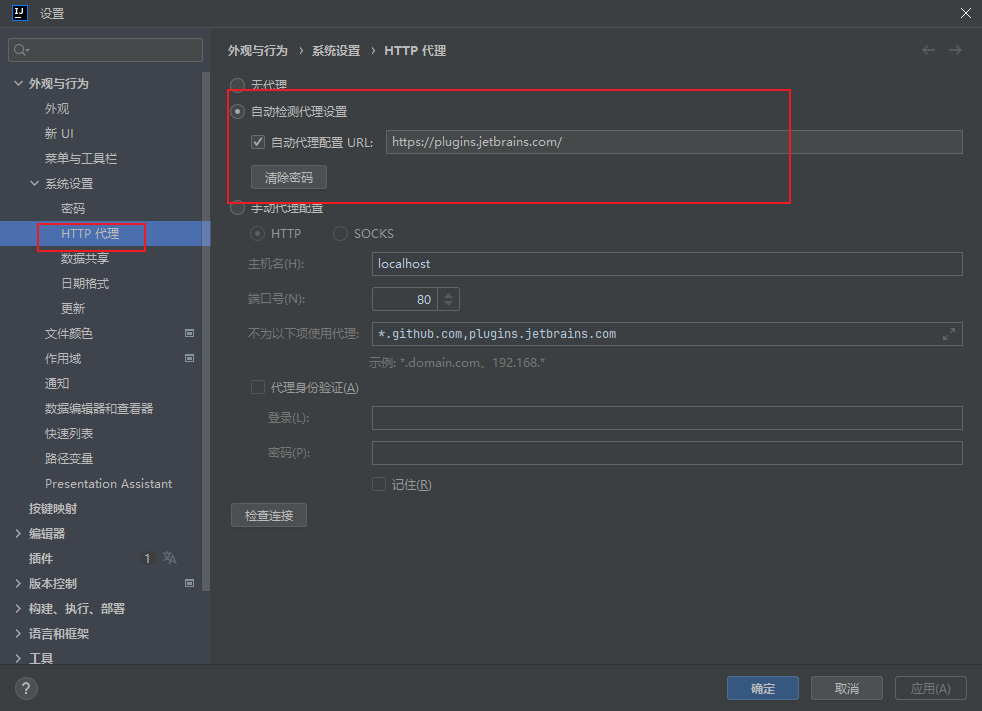 IJ 设置
外观与行为 › 系统设置 › HTTP 代理
外观与行为
外观
新 UI
菜单与工具栏
系统设置
密码
HTTP 代理
数据共享
日期格式
更新
文件颜色
作用域
通知
数据编辑器和查看器
快速列表
路径变量
Presentation Assistant
按键映射
编辑器
插件 1
版本控制
构建、执行、部署
语言和框架
工具
无代理
自动检测代理设置
自动代理配置 URL: https://plugins.jetbrains.com/
清除密码
手动代理配置
HTTP SOCKS
主机名(H): localhost
端口号(N): 80
不为以下项使用代理: *.github.com,plugins.jetbrains.com
示例: *.domain.com、192.168.*
代理身份验证(A)
登录(L):
密码(P):
记住(R)
检查连接
? 确定 取消 应用(A)